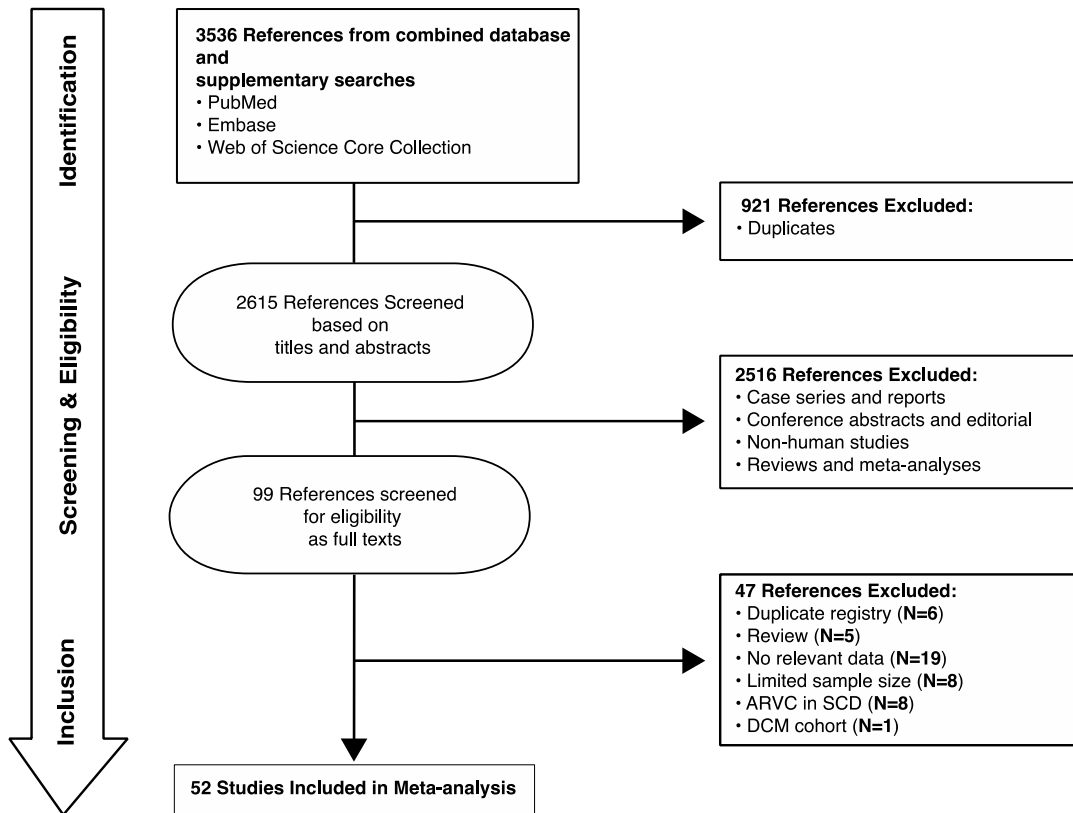 Identification
3536 References from combined database
and
supplementary searches
• PubMed
• Embase
• Web of Science Core Collection
921 References Excluded:
• Duplicates
Screening & Eligibility
2615 References Screened
based on
titles and abstracts
2516 References Excluded:
• Case series and reports
• Conference abstracts and editorial
• Non-human studies
• Reviews and meta-analyses
99 References screened
for eligibility
as full texts
47 References Excluded:
• Duplicate registry (N=6)
• Review (N=5)
• No relevant data (N=19)
• Limited sample size (N=8)
• ARVC in SCD (N=8)
• DCM cohort (N=1)
Inclusion
52 Studies Included in Meta-analysis